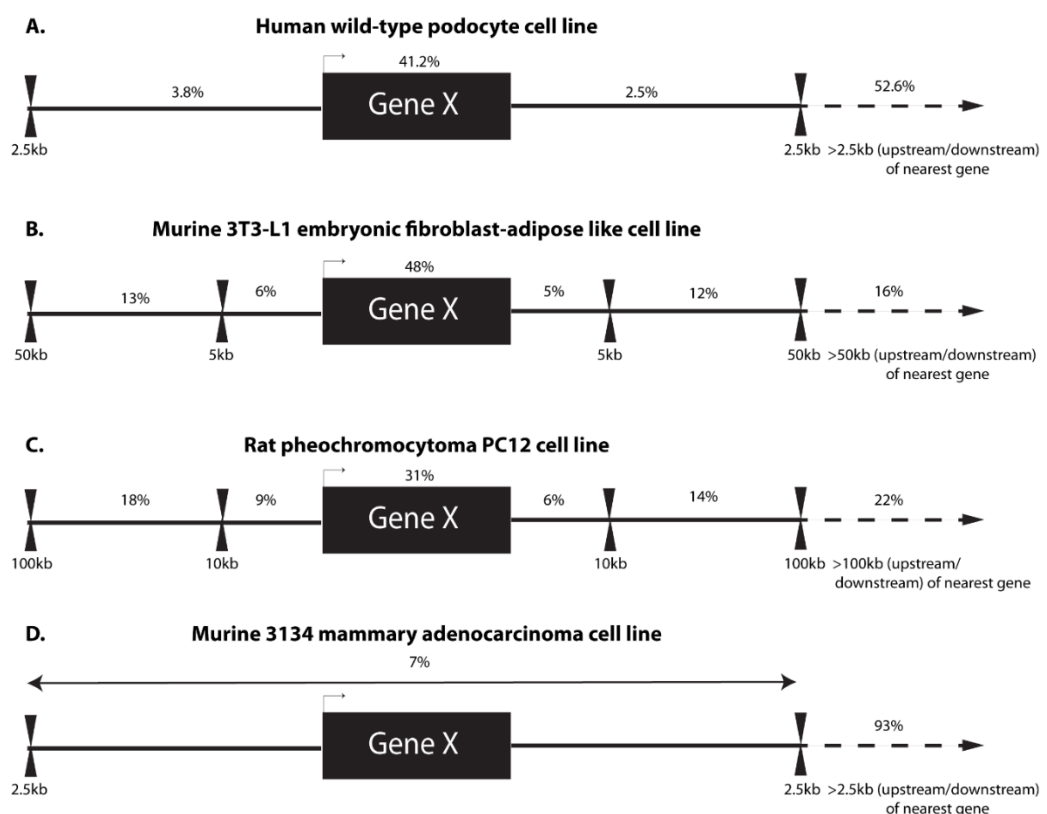 A. Human wild-type podocyte cell line
41.2%
3.8% Gene X 2.5% 52.6%
2.5kb 2.5kb >2.5kb (upstream/downstream)
of nearest gene
B. Murine 3T3-L1 embryonic fibroblast-adipose like cell line
48%
13% 6% Gene X 5% 12% 16%
50kb 5kb 5kb 50kb >50kb (upstream/downstream)
of nearest gene
C. Rat pheochromocytoma PC12 cell line
31%
18% 9% Gene X 6% 14% 22%
100kb 10kb 10kb 100kb >100kb (upstream/
downstream) of nearest gene
D. Murine 3134 mammary adenocarcinoma cell line
7%
Gene X 93%
2.5kb 2.5kb >2.5kb (upstream/downstream)
of nearest gene